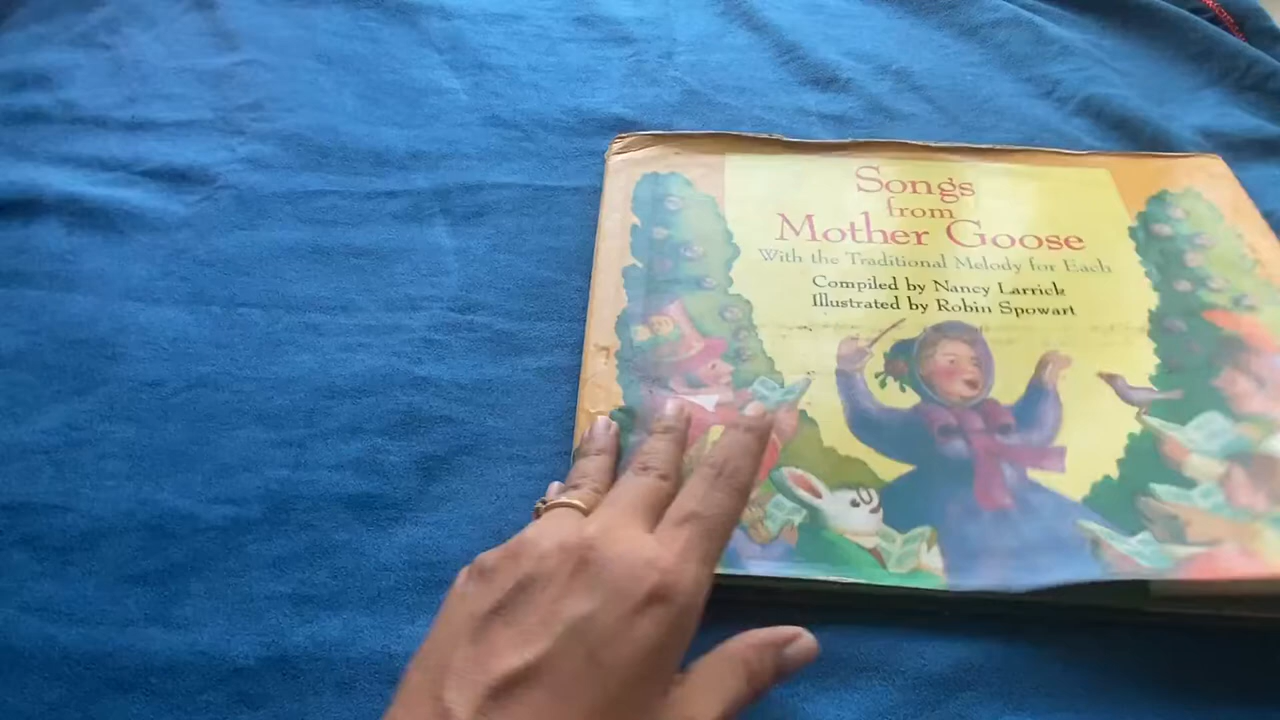 Songs
from
Mother Goose
With the Traditional Melody for Each
Compiled by Nancy Larrick
Illustrated by Robin Spowart